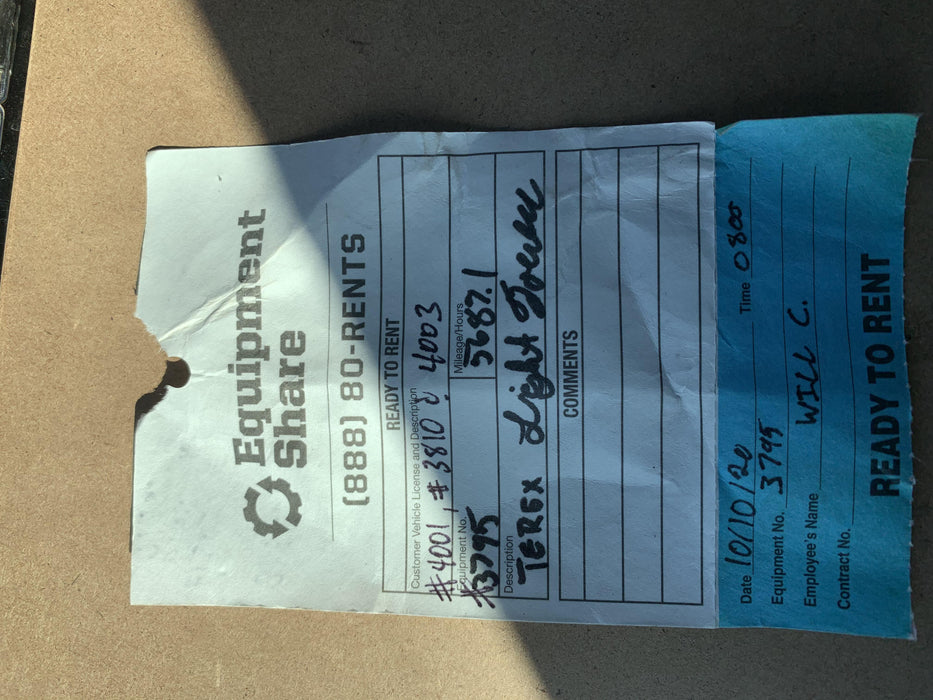 Equipment
Share
(888) 80-RENTS
READY TO RENT
Customer Vehicle License and Description
#4001, #3810 & 4003
Equipment No. Mileage/Hours
#3795 5687.1
Description
TEREX Light Tower
COMMENTS
Date 10/10/20 Time 0800
Equipment No. 3795
Employee's Name WILL C.
Contract No.
READY TO RENT